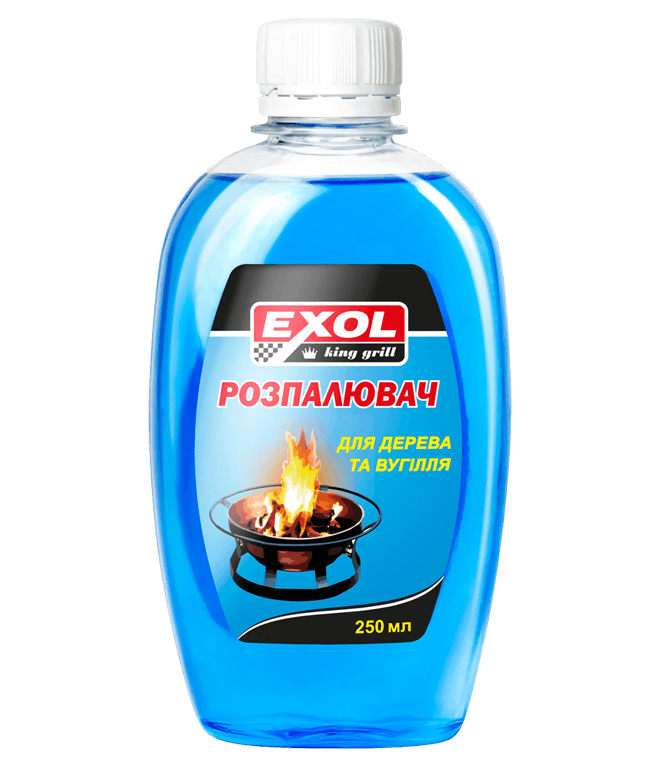 EXOL
king grill
РОЗПАЛЮВАЧ
ДЛЯ ДЕРЕВА
ТА ВУГІЛЛЯ
250 мл